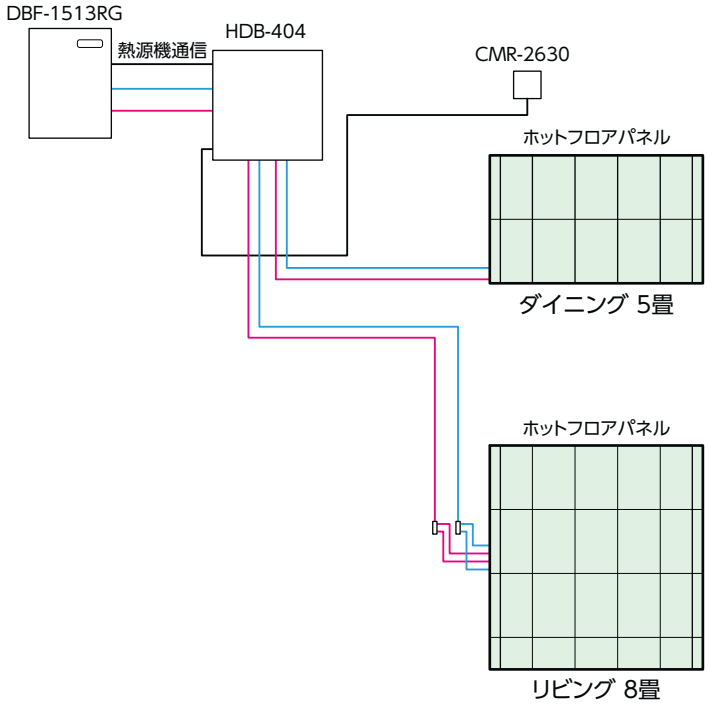 DBF-1513RG
熱源機通信
HDB-404
CMR-2630
ホットフロアパネル
ダイニング 5畳
ホットフロアパネル
リビング 8畳